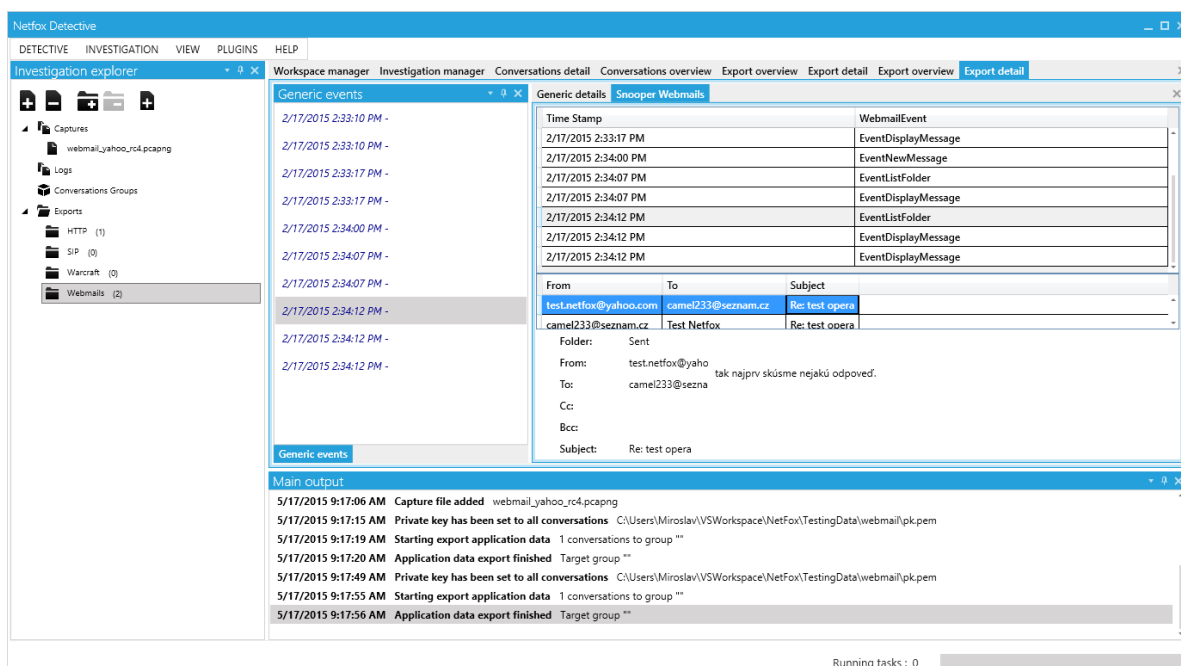 Netfox Detective
DETECTIVE INVESTIGATION VIEW PLUGINS HELP
Investigation explorer
Captures
webmail_yahoo_rc4.pcapng
Logs
Conversations Groups
Exports
HTTP (1)
SIP (0)
Warcraft (0)
Webmails (2)
Workspace manager Investigation manager Conversations detail Conversations overview Export overview Export detail Export overview Export detail
Generic events
2/17/2015 2:33:10 PM -
2/17/2015 2:33:10 PM -
2/17/2015 2:33:17 PM -
2/17/2015 2:33:17 PM -
2/17/2015 2:34:00 PM -
2/17/2015 2:34:07 PM -
2/17/2015 2:34:07 PM -
2/17/2015 2:34:12 PM -
2/17/2015 2:34:12 PM -
2/17/2015 2:34:12 PM -
Generic events
Generic details Snooper Webmails
Time Stamp WebmailEvent
2/17/2015 2:33:17 PM EventDisplayMessage
2/17/2015 2:34:00 PM EventNewMessage
2/17/2015 2:34:07 PM EventListFolder
2/17/2015 2:34:07 PM EventDisplayMessage
2/17/2015 2:34:12 PM EventListFolder
2/17/2015 2:34:12 PM EventDisplayMessage
2/17/2015 2:34:12 PM EventDisplayMessage
From To Subject
test.netfox@yahoo.com camel233@seznam.cz Re: test opera
camel233@seznam.cz Test Netfox Re: test opera
Folder: Sent
From: test.netfox@yaho
tak najprv skúsme nejakú odpoveď.
To: camel233@sezna
Cc:
Bcc:
Subject: Re: test opera
Main output
5/17/2015 9:17:06 AM Capture file added webmail_yahoo_rc4.pcapng
5/17/2015 9:17:15 AM Private key has been set to all conversations C:\Users\Miroslav\VSWorkspace\NetFox\TestingData\webmail\pk.pem
5/17/2015 9:17:19 AM Starting export application data 1 conversations to group ""
5/17/2015 9:17:20 AM Application data export finished Target group ""
5/17/2015 9:17:49 AM Private key has been set to all conversations C:\Users\Miroslav\VSWorkspace\NetFox\TestingData\webmail\pk.pem
5/17/2015 9:17:55 AM Starting export application data 1 conversations to group ""
5/17/2015 9:17:56 AM Application data export finished Target group ""
Running tasks : 0